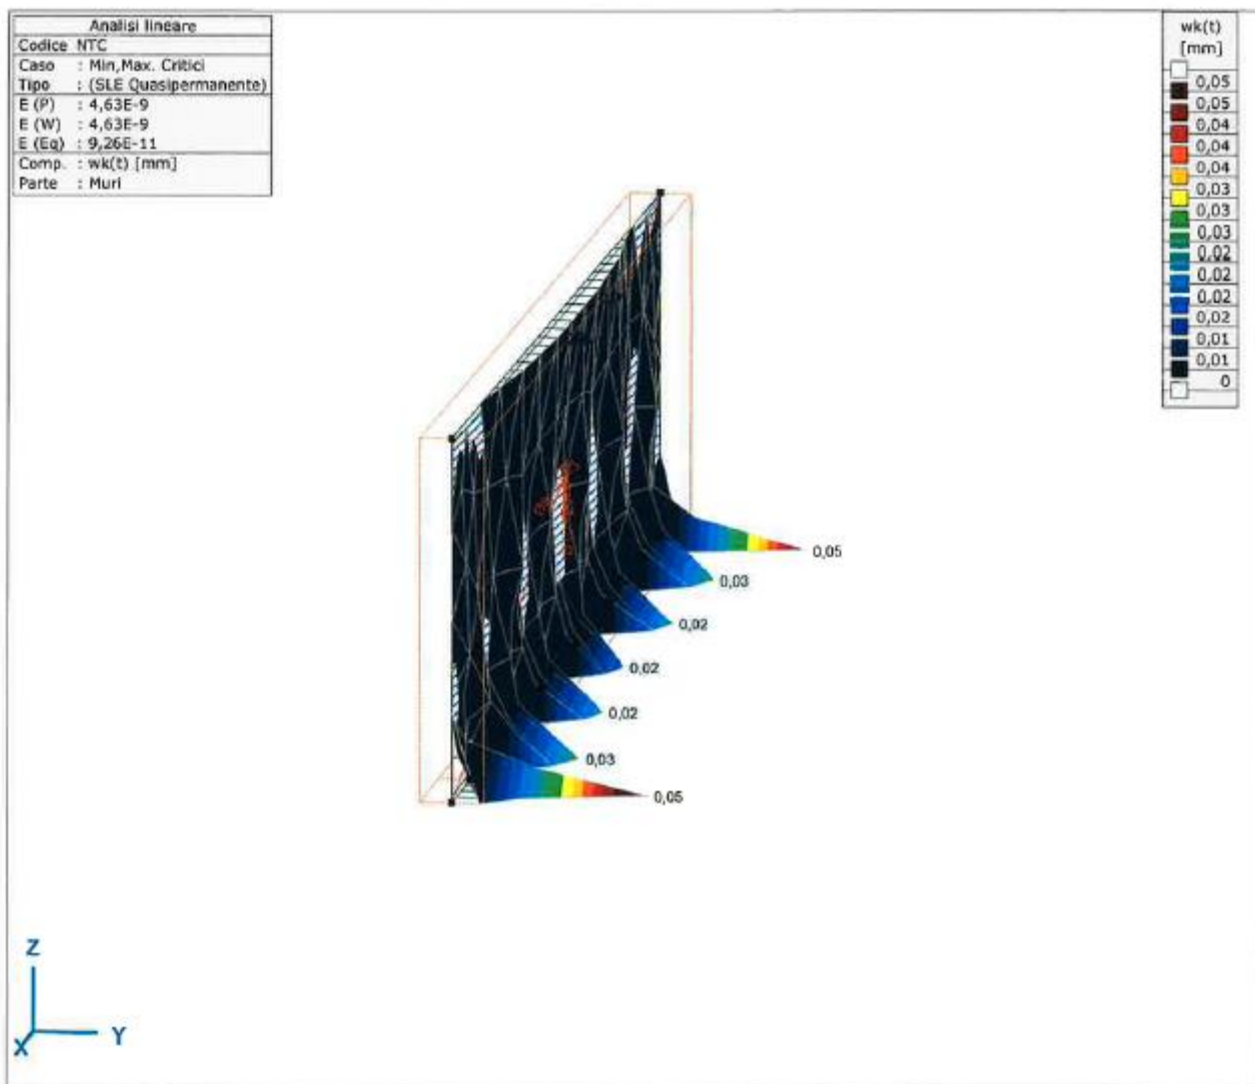 Analisi lineare
Codice NTC
Caso : Min,Max. Critici
Tipo : (SLE Quasipermanente)
E (P) : 4,63E-9
E (W) : 4,63E-9
E (Eq) : 9,26E-11
Comp. : wk(t) [mm]
Parte : Muri
wk(t)
[mm]
0,05
0,05
0,04
0,04
0,04
0,03
0,03
0,03
0,02
0,02
0,02
0,02
0,01
0,01
0
0,05
0,03
0,02
0,02
0,02
0,03
0,05
Z
Y
X